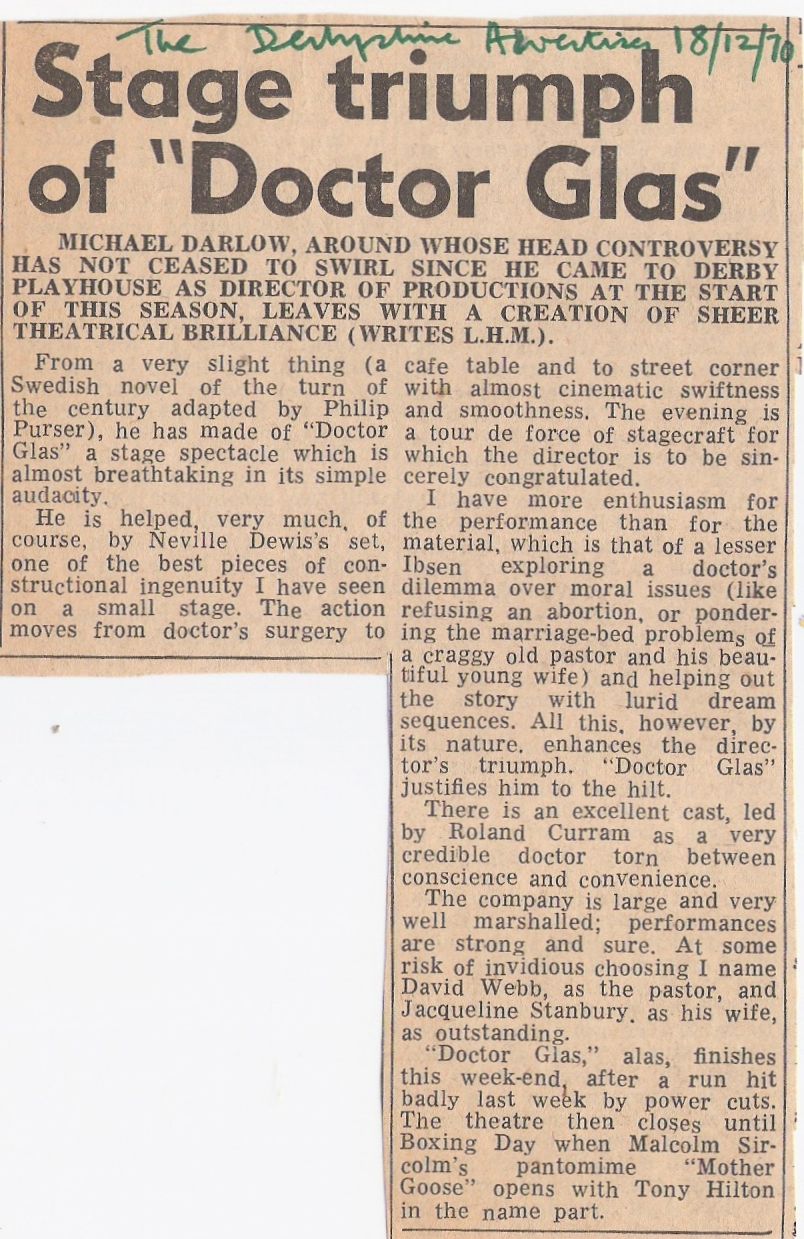 The Derbyshire Advertiser 18/12/70
Stage triumph
of "Doctor Glas"
MICHAEL DARLOW, AROUND WHOSE HEAD CONTROVERSY
HAS NOT CEASED TO SWIRL SINCE HE CAME TO DERBY
PLAYHOUSE AS DIRECTOR OF PRODUCTIONS AT THE START
OF THIS SEASON, LEAVES WITH A CREATION OF SHEER
THEATRICAL BRILLIANCE (WRITES L.H.M.).
From a very slight thing (a
Swedish novel of the turn of
the century adapted by Philip
Purser), he has made of "Doctor
Glas" a stage spectacle which is
almost breathtaking in its simple
audacity.
He is helped, very much, of
course, by Neville Dewis's set,
one of the best pieces of con-
structional ingenuity I have seen
on a small stage. The action
moves from doctor's surgery to
cafe table and to street corner
with almost cinematic swiftness
and smoothness. The evening is
a tour de force of stagecraft for
which the director is to be sin-
cerely congratulated.
I have more enthusiasm for
the performance than for the
material, which is that of a lesser
Ibsen exploring a doctor's
dilemma over moral issues (like
refusing an abortion, or ponder-
ing the marriage-bed problems of
a craggy old pastor and his beau-
tiful young wife) and helping out
the story with lurid dream
sequences. All this, however, by
its nature, enhances the direc-
tor's triumph. "Doctor Glas"
justifies him to the hilt.
There is an excellent cast, led
by Roland Curram as a very
credible doctor torn between
conscience and convenience.
The company is large and very
well marshalled; performances
are strong and sure. At some
risk of invidious choosing I name
David Webb, as the pastor, and
Jacqueline Stanbury, as his wife,
as outstanding.
"Doctor Glas," alas, finishes
this week-end, after a run hit
badly last week by power cuts.
The theatre then closes until
Boxing Day when Malcolm Sir-
colm's pantomime "Mother
Goose" opens with Tony Hilton
in the name part.